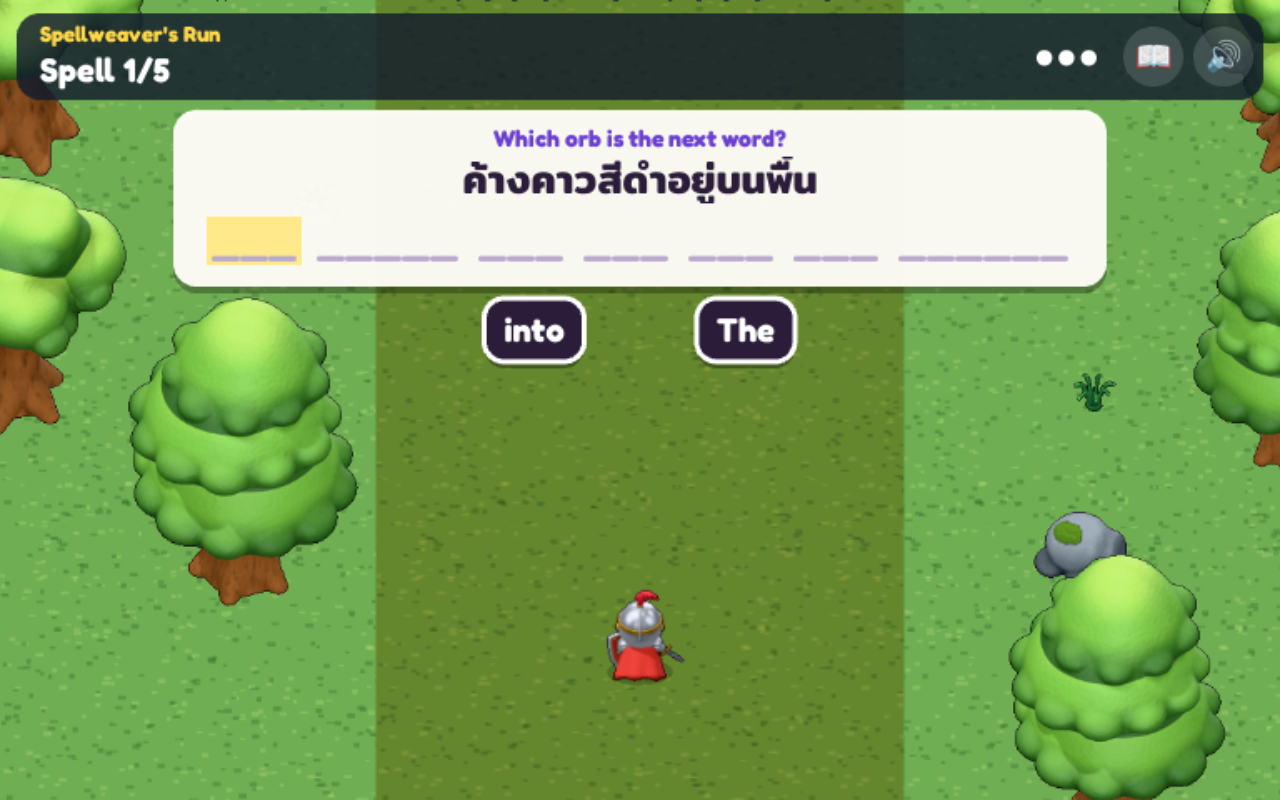 Spellweaver's Run
Spell 1/5
Which orb is the next word?
ค้างคาวสีดำอยู่บนพื้น
into
The